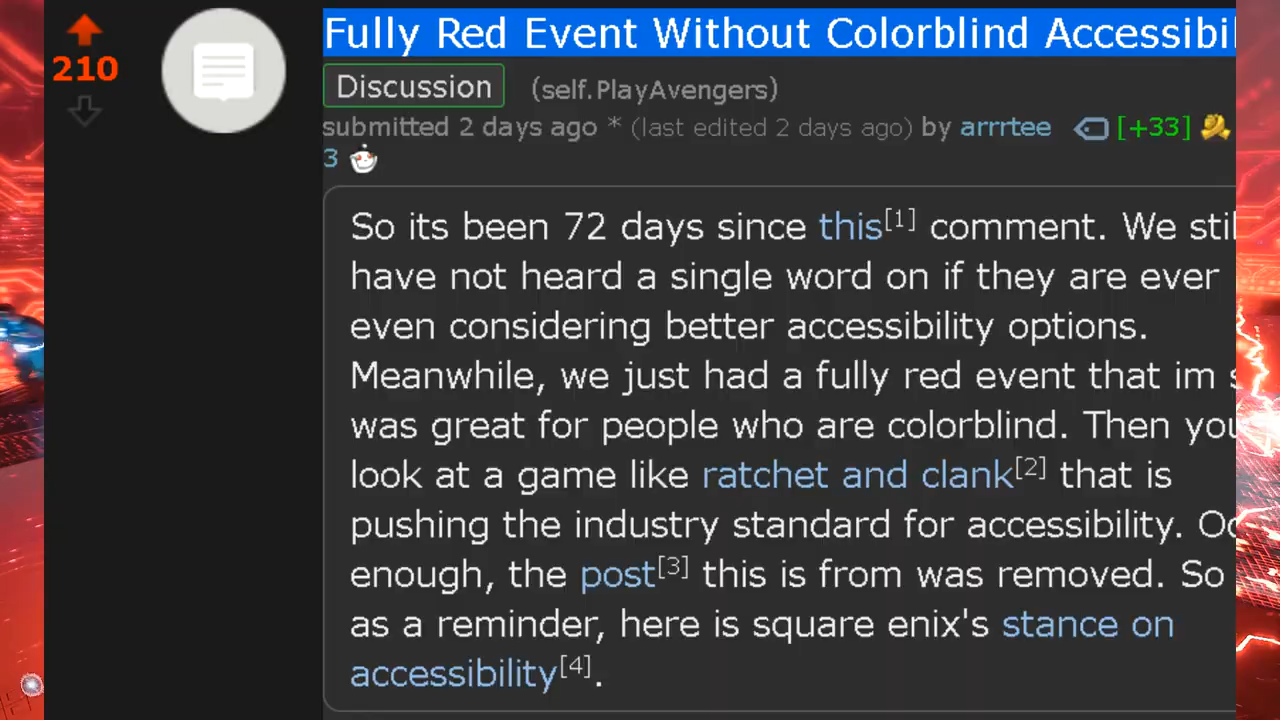 210
Fully Red Event Without Colorblind Accessibil
Discussion (self.PlayAvengers)
submitted 2 days ago * (last edited 2 days ago) by arrrtee [+33]
3
So its been 72 days since this[1] comment. We stil
have not heard a single word on if they are ever
even considering better accessibility options.
Meanwhile, we just had a fully red event that im s
was great for people who are colorblind. Then you
look at a game like ratchet and clank[2] that is
pushing the industry standard for accessibility. Od
enough, the post[3] this is from was removed. So
as a reminder, here is square enix's stance on
accessibility[4].